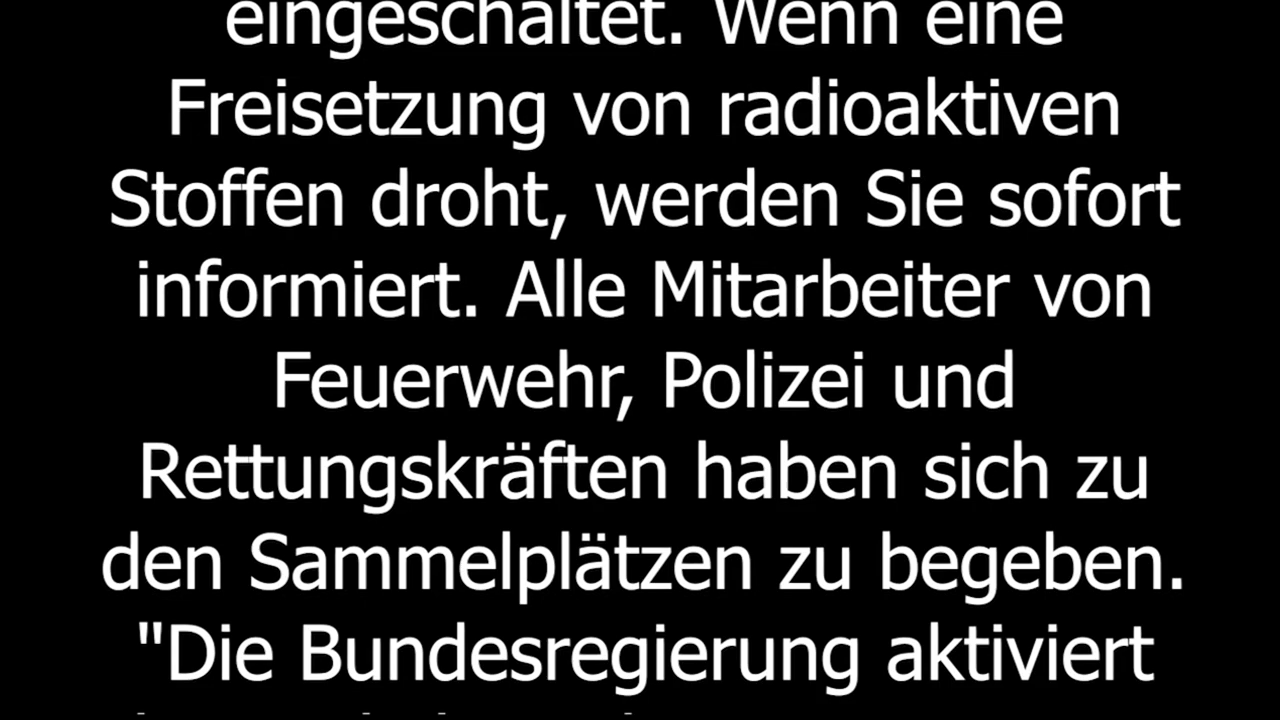 eingeschaltet. Wenn eine
Freisetzung von radioaktiven
Stoffen droht, werden Sie sofort
informiert. Alle Mitarbeiter von
Feuerwehr, Polizei und
Rettungskräften haben sich zu
den Sammelplätzen zu begeben.
"Die Bundesregierung aktiviert